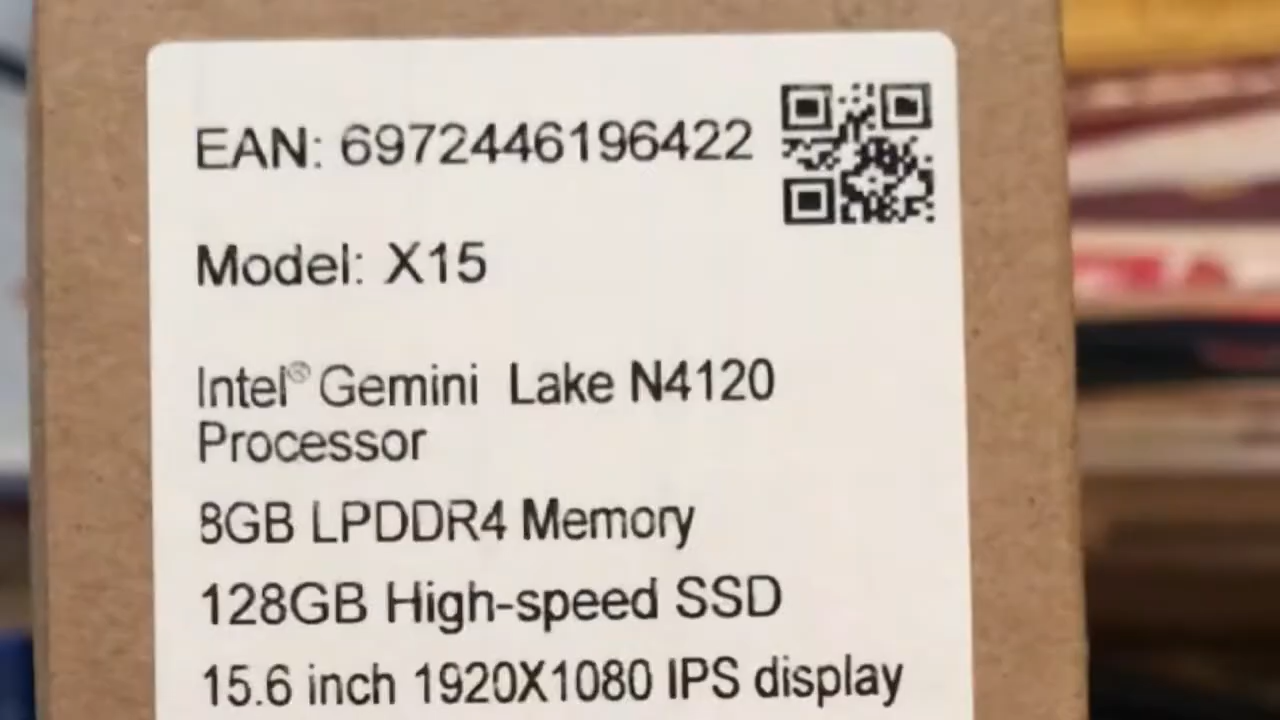 EAN: 6972446196422
Model: X15
Intel® Gemini Lake N4120
Processor
8GB LPDDR4 Memory
128GB High-speed SSD
15.6 inch 1920X1080 IPS display